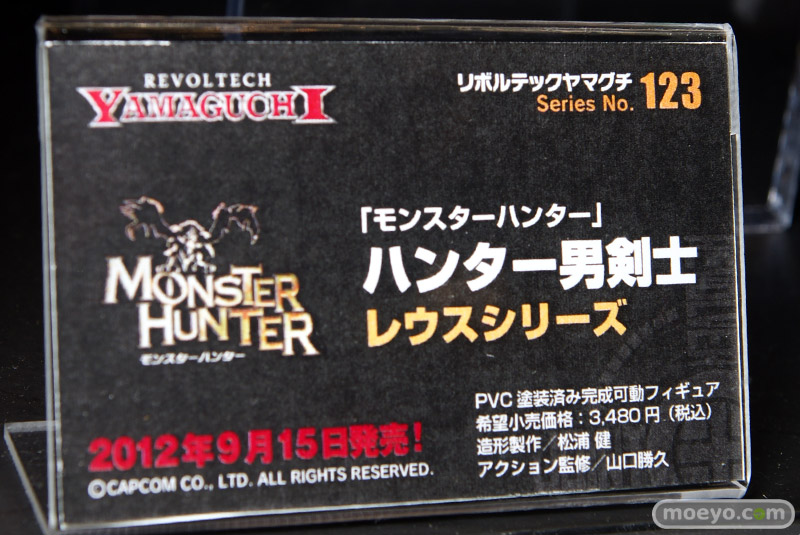 REVOLTECH
YAMAGUCHI
リボルテックヤマグチ
Series No. 123
MONSTER
HUNTER
モンスターハンター
「モンスターハンター」
ハンター男剣士
レウスシリーズ
PVC 塗装済み完成可動フィギュア
希望小売価格：3,480円（税込）
造形製作／松浦 健
アクション監修／山口勝久
2012年9月15日発売！
©CAPCOM CO., LTD. ALL RIGHTS RESERVED.
moeyo.com